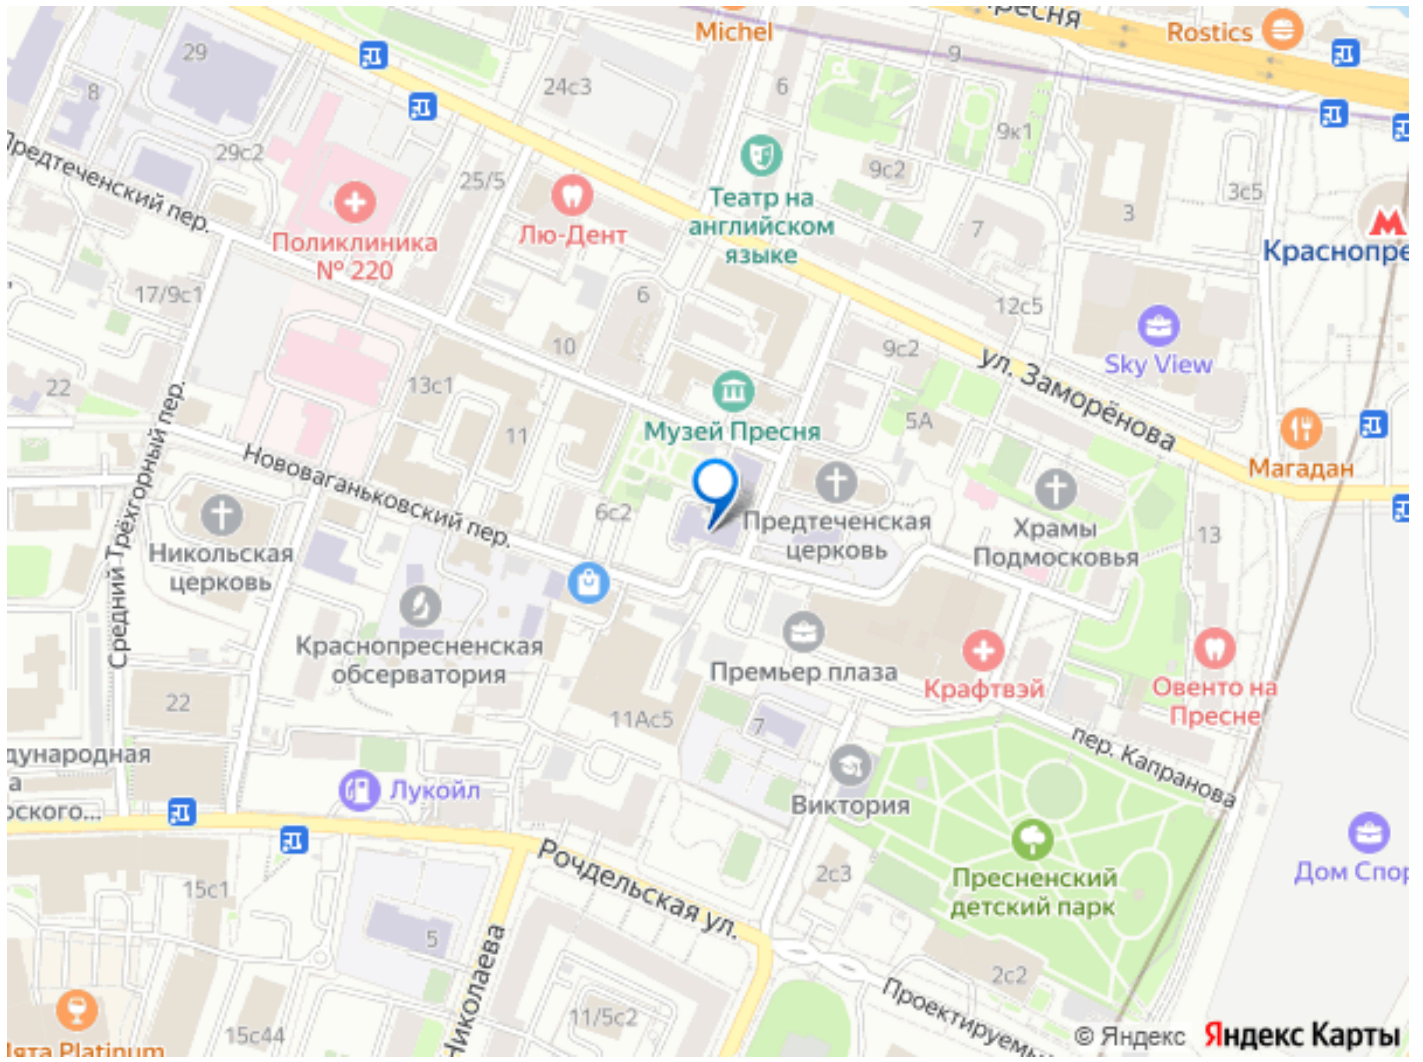 Michel
Rostics
29
9
24с3
6
8
9к1
29с2
Предтеченский пер.
25/5
9с2
3с5
Театр на
английском
языке
3
Лю-Дент
7
Поликлиника
№ 220
17/9с1
6
12с5
10
9с2
Sky View
ул. Заморёнова
22
13с1
11
Музей Пресня
5А
Магадан
Средний Трёхгорный пер.
Нововаганьковский пер.
6с2
Предтеченская
церковь
Храмы
Подмосковья
13
Никольская
церковь
Краснопресненская
обсерватория
Премьер плаза
Крафтвэй
Овенто на
Пресне
22
11Ас5
7
пер. Капранова
Лукойл
Виктория
Рочдельская ул.
2с3
Пресненский
детский парк
15с1
5
Николаева
2с2
11/5с2
15с44
Platinum
© Яндекс
Яндекс Карты